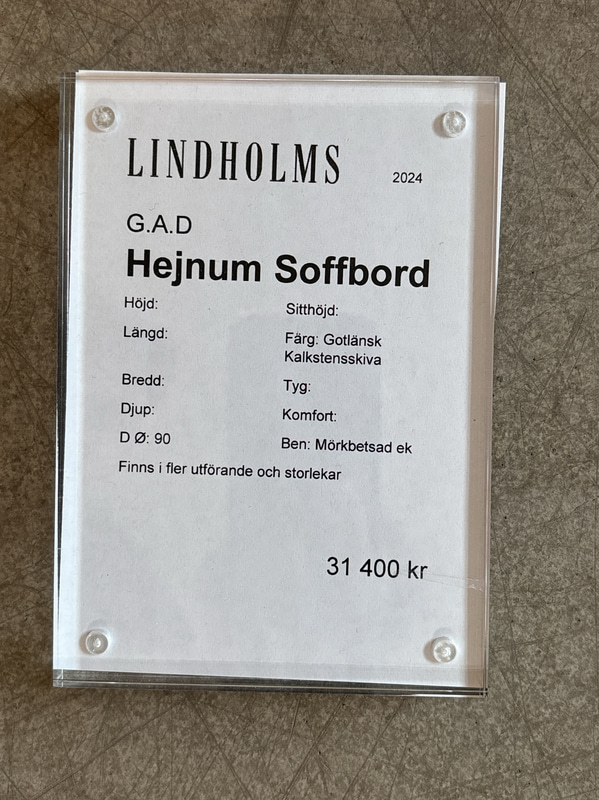 LINDHOLMS 2024
G.A.D
Hejnum Soffbord
Höjd:
Sitthöjd:
Längd:
Färg: Gotlänsk
Kalkstensskiva
Bredd:
Tyg:
Djup:
Komfort:
D Ø: 90
Ben: Mörkbetsad ek
Finns i fler utförande och storlekar
31 400 kr